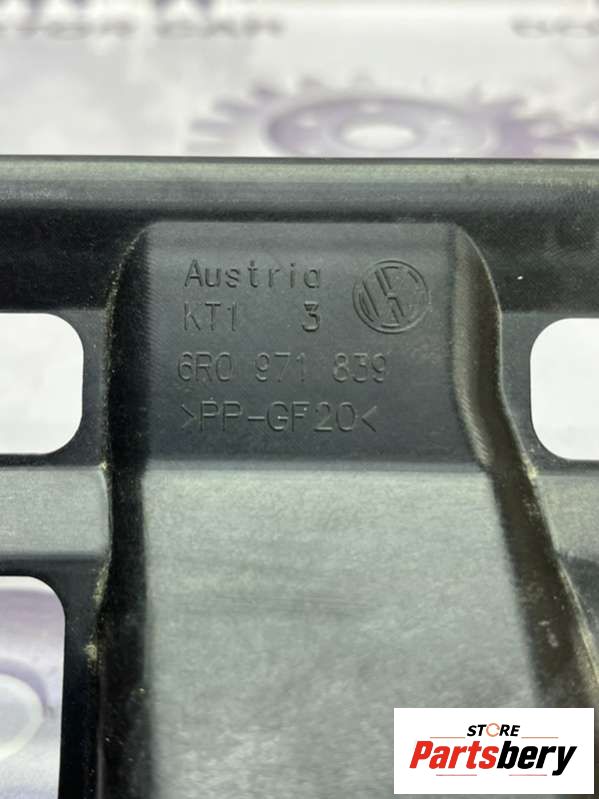 Austria
KT1 3
6R0 971 839
>PP-GF20<
STORE
Partsbery